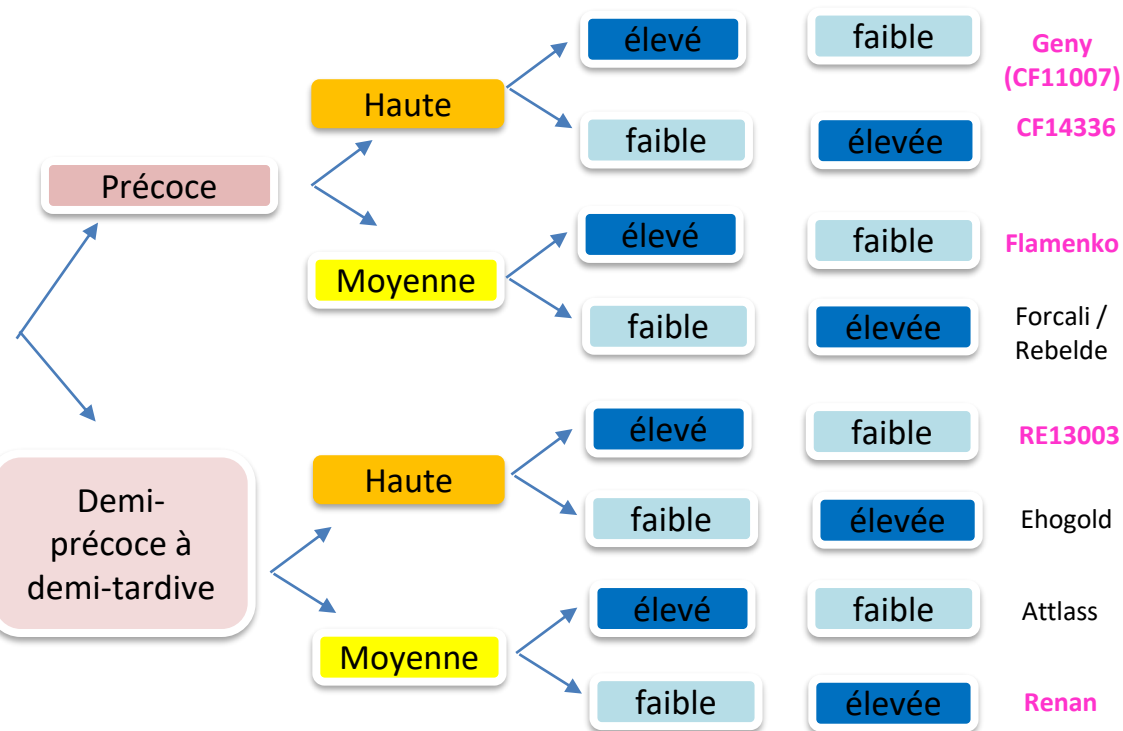 élevé
faible
Geny
(CF11007)
Haute
CF14336
faible
élevée
Précoce
élevé
faible
Flamenko
Moyenne
faible
élevée
Forcali /
Rebelde
élevé
faible
RE13003
Haute
Demi-
précoce à
demi-tardive
faible
élevée
Ehogold
élevé
faible
Attlass
Moyenne
faible
élevée
Renan